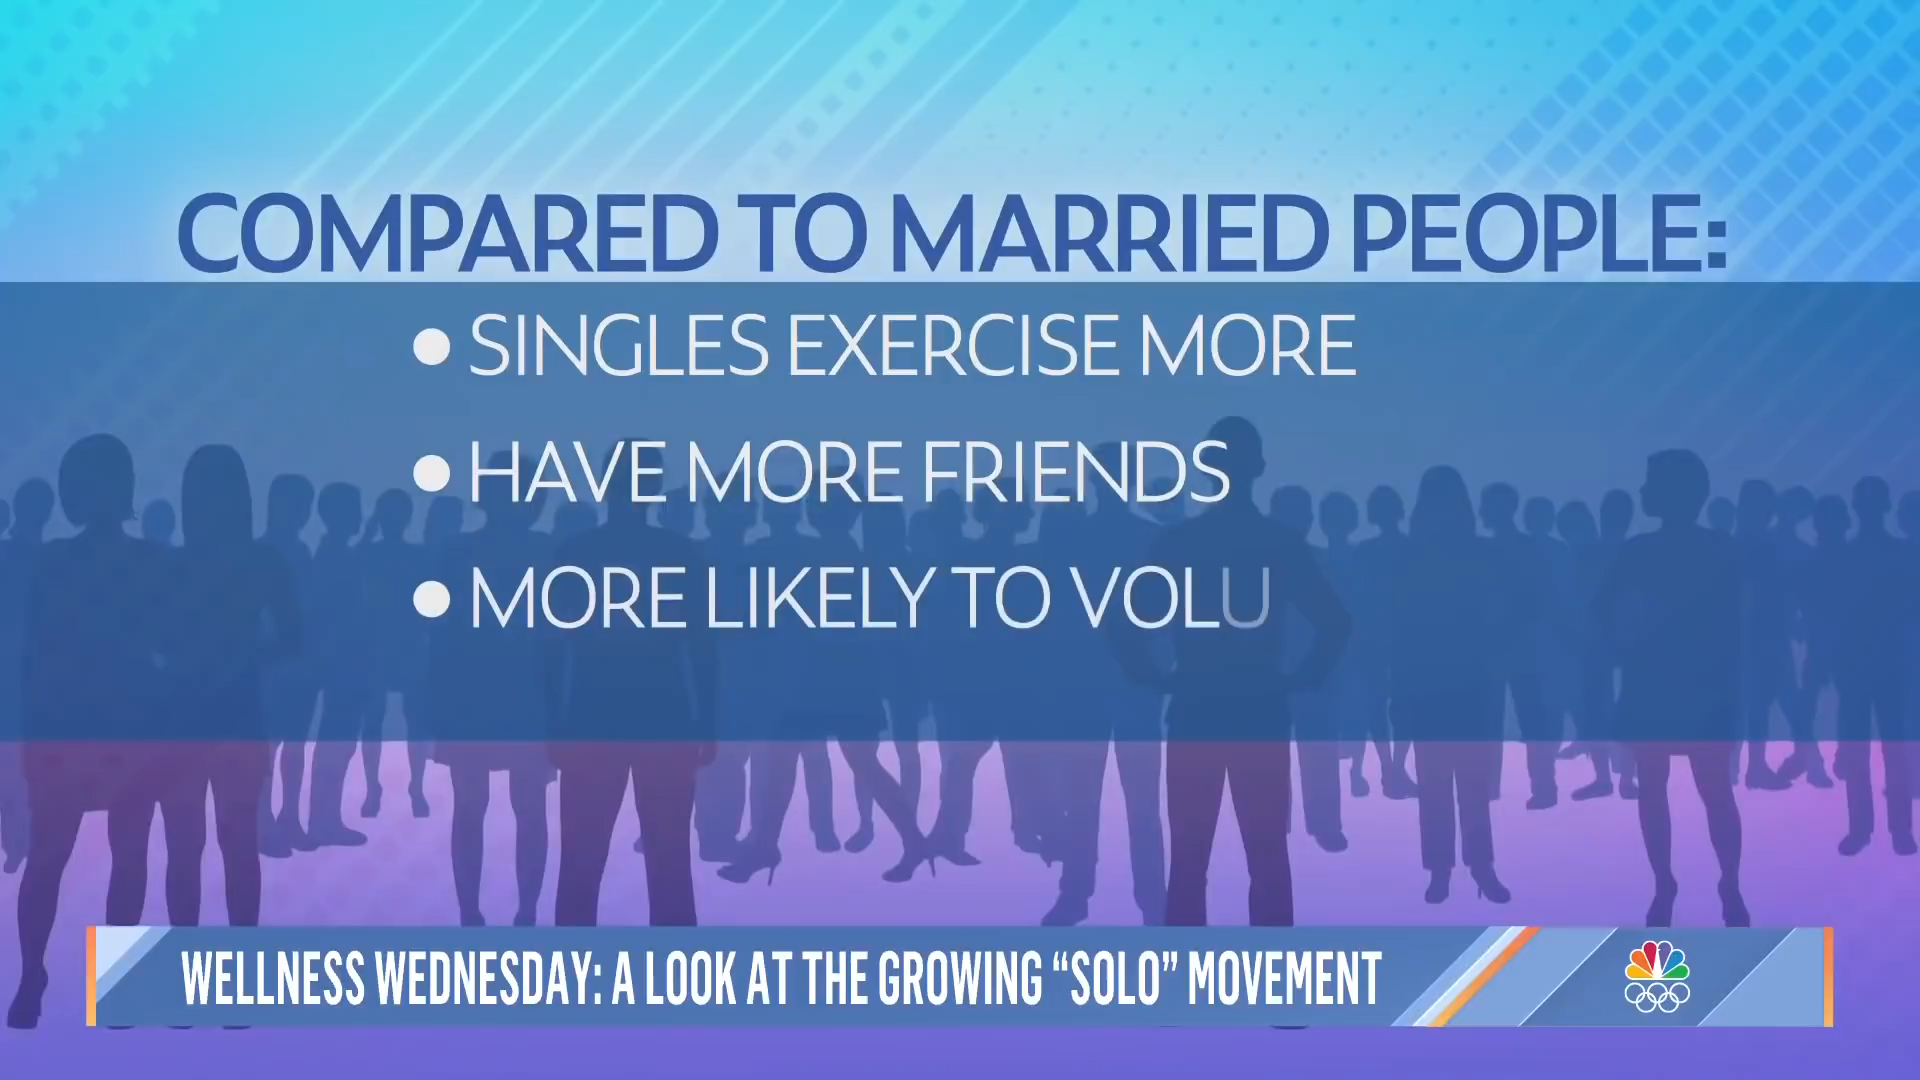 COMPARED TO MARRIED PEOPLE:
• SINGLES EXERCISE MORE
• HAVE MORE FRIENDS
• MORE LIKELY TO VOLU
WELLNESS WEDNESDAY: A LOOK AT THE GROWING “SOLO” MOVEMENT